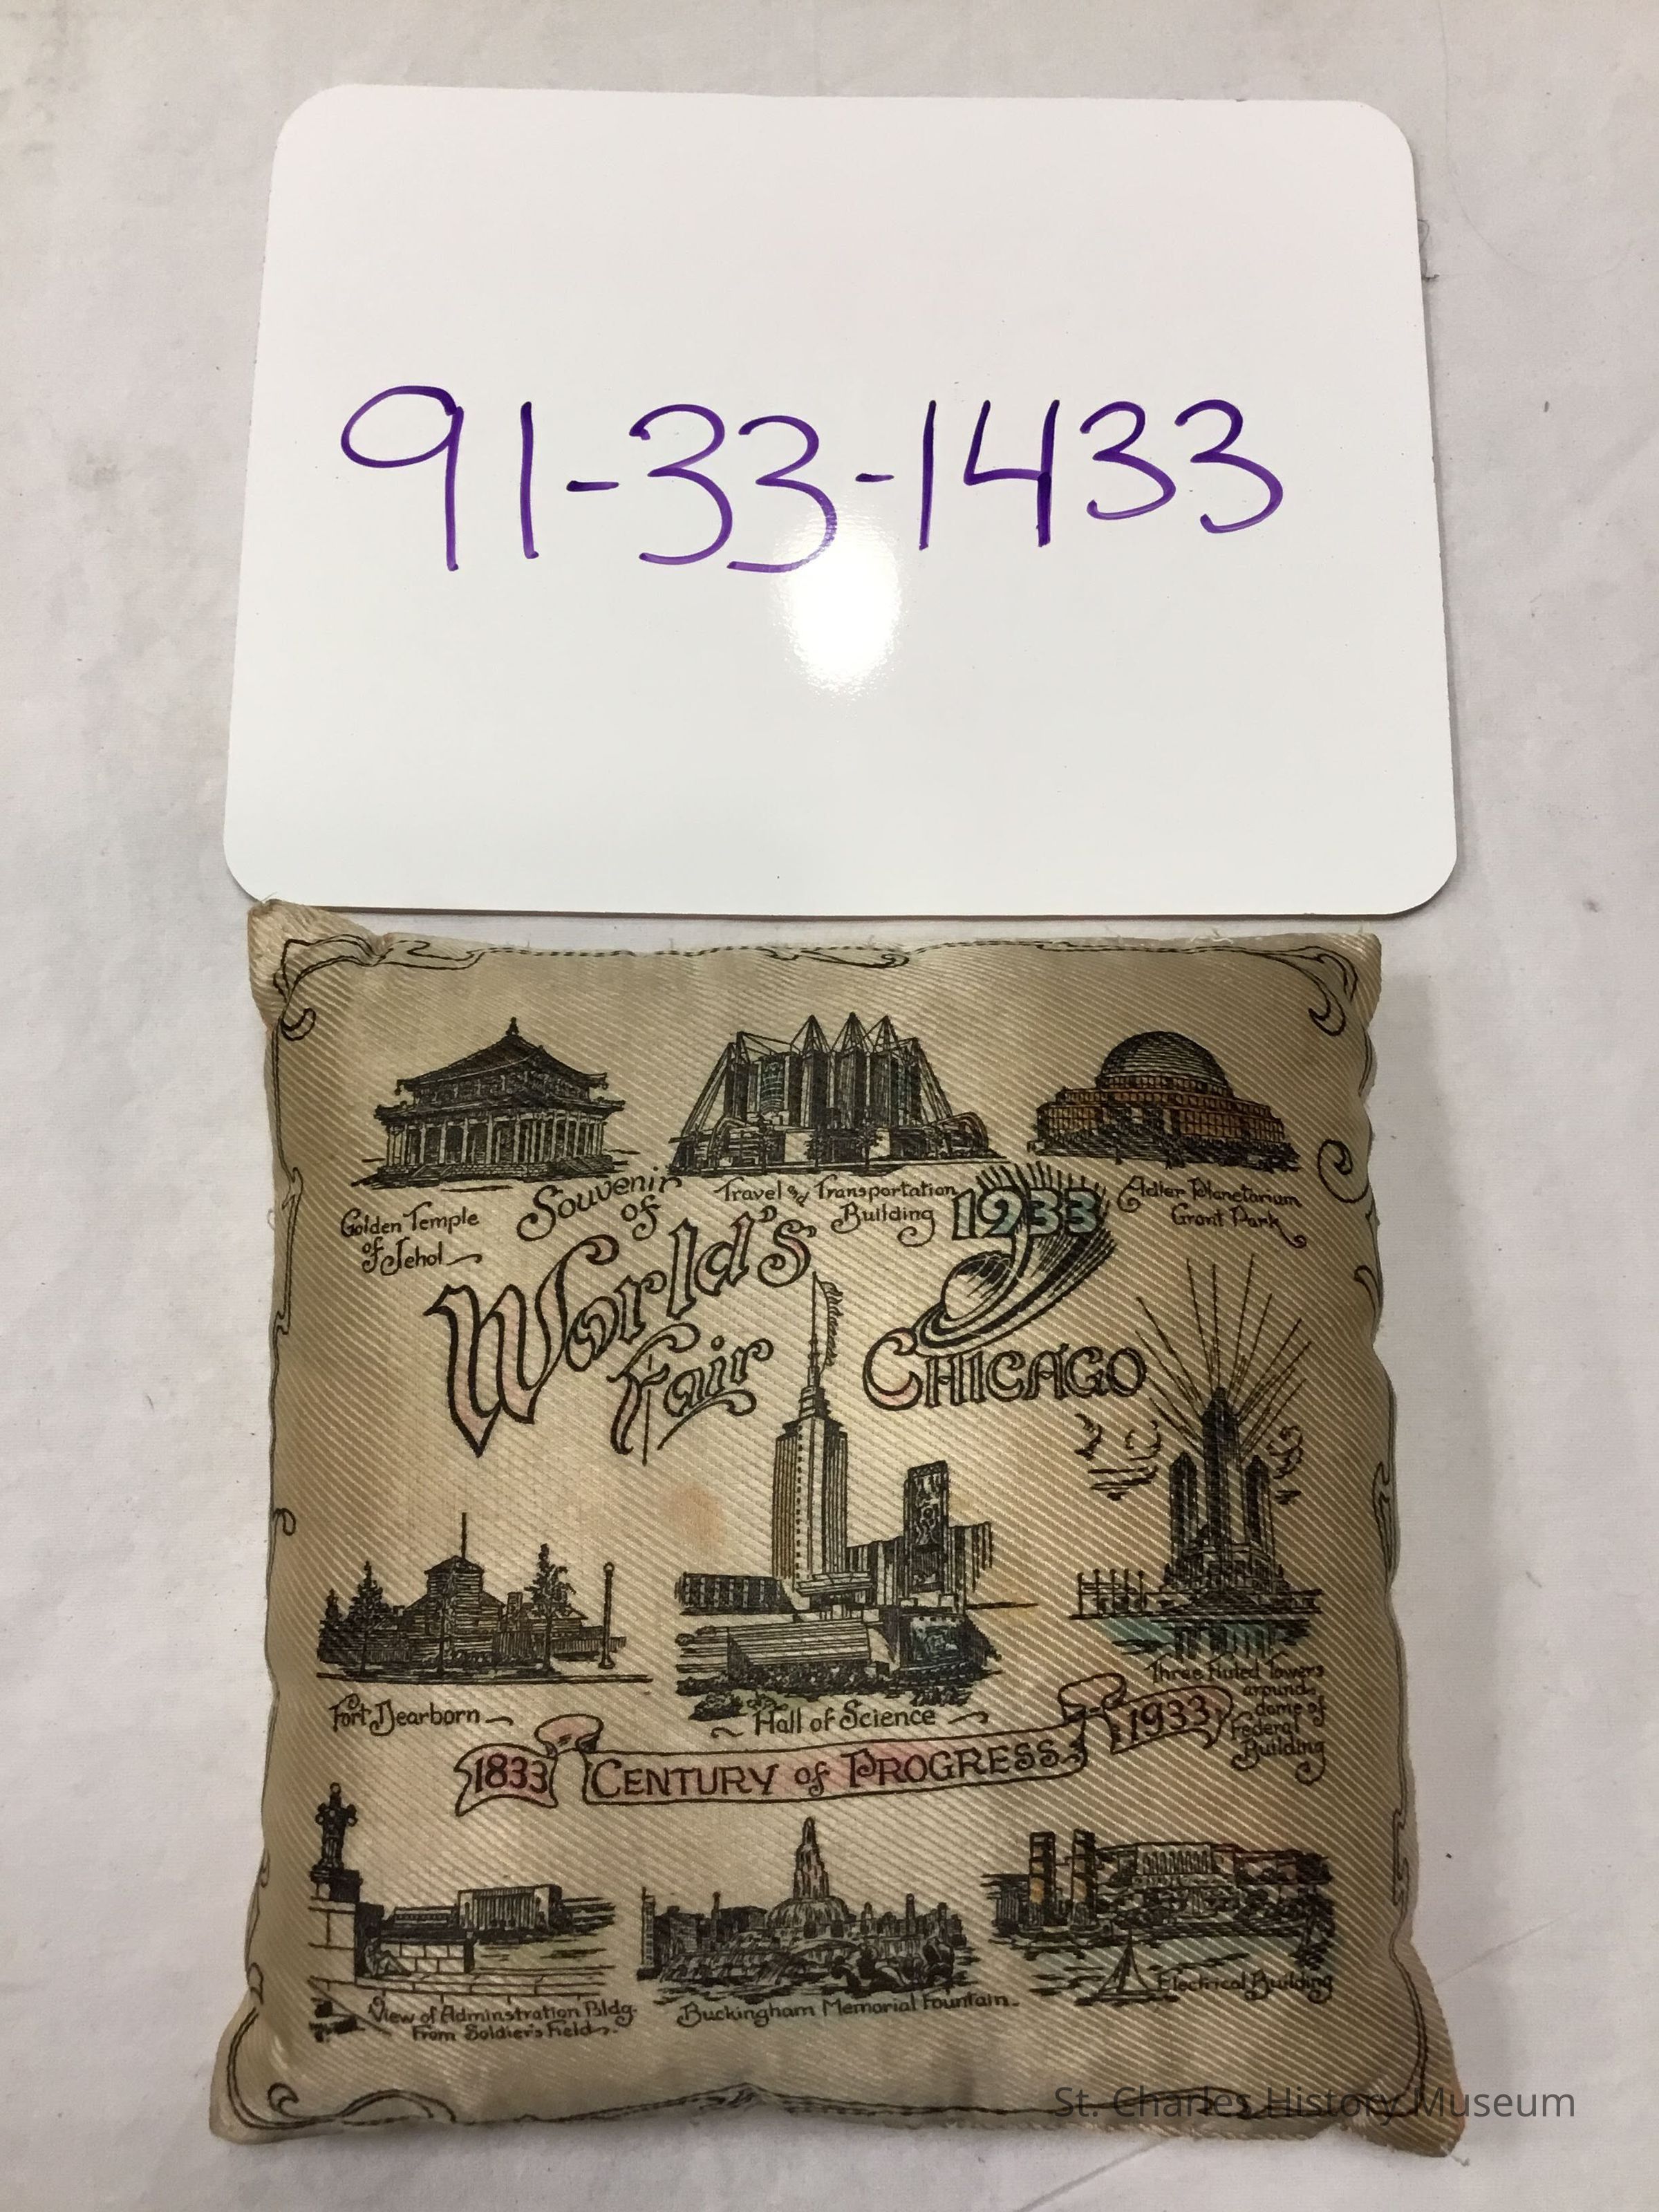 91-33-1433
Golden Temple
of Jehol
Souvenir
of
World's
Fair
Travel and Transportation
Building
1933
CHICAGO
Adler Planetarium
Grant Park
Fort Dearborn
Hall of Science
Three Fluted Towers
around
dome of
Federal
Building
1833 CENTURY of PROGRESS 1933
View of Adminstration Bldg.
From Soldier's Field
Buckingham Memorial Fountain
Electrical Building
St. Charles History Museum